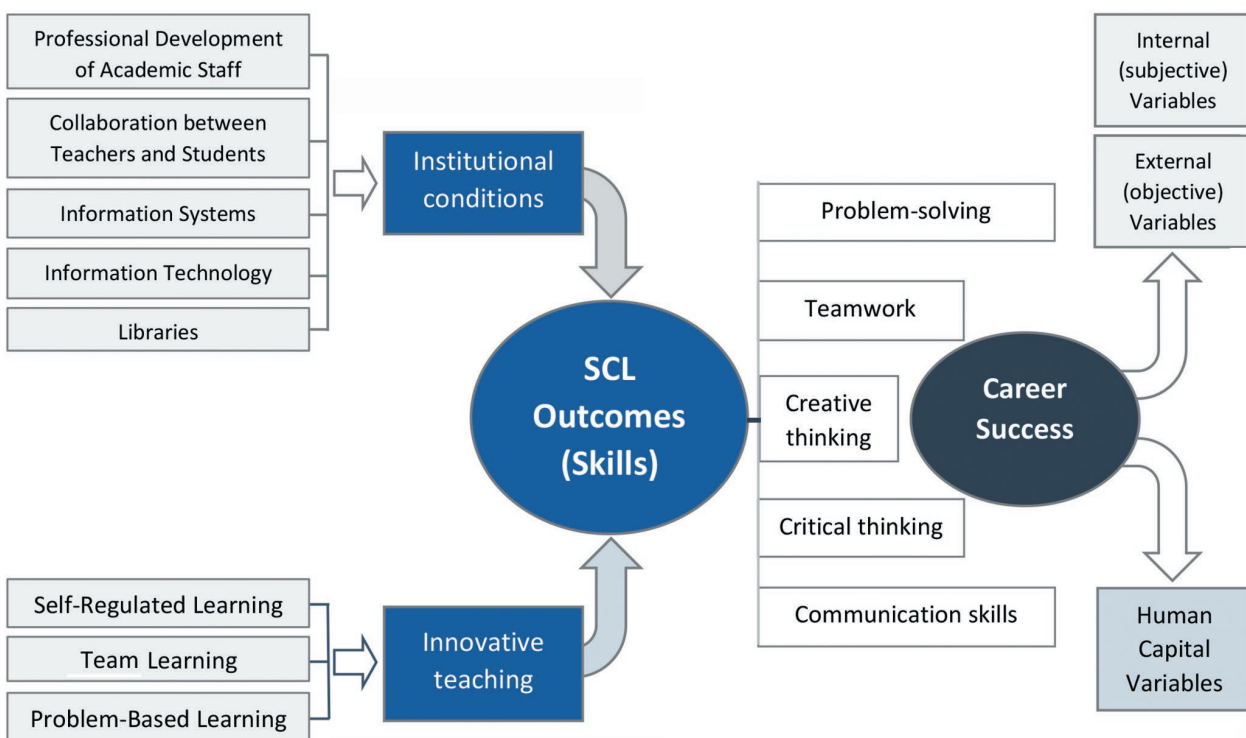 Professional Development
of Academic Staff
Collaboration between
Teachers and Students
Information Systems
Information Technology
Libraries
Institutional
conditions
Self-Regulated Learning
Team Learning
Problem-Based Learning
Innovative
teaching
SCL
Outcomes
(Skills)
Problem-solving
Teamwork
Creative
thinking
Critical thinking
Communication skills
Career
Success
Internal
(subjective)
Variables
External
(objective)
Variables
Human
Capital
Variables